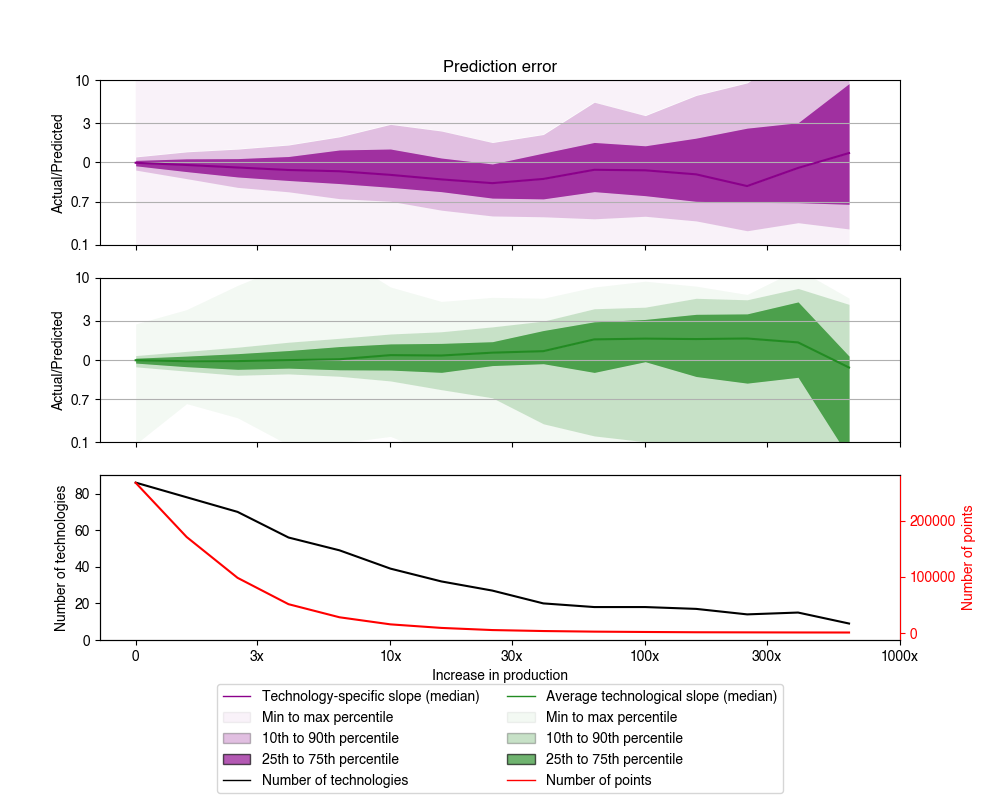 Prediction error
10
3
0
0.7
0.1
Actual/Predicted
10
3
0
0.7
0.1
Actual/Predicted
80
60
40
20
0
Number of technologies
200000
100000
0
Number of points
0 3x 10x 30x 100x 300x 1000x
Increase in production
Technology-specific slope (median) Average technological slope (median)
Min to max percentile Min to max percentile
10th to 90th percentile 10th to 90th percentile
25th to 75th percentile 25th to 75th percentile
Number of technologies Number of points